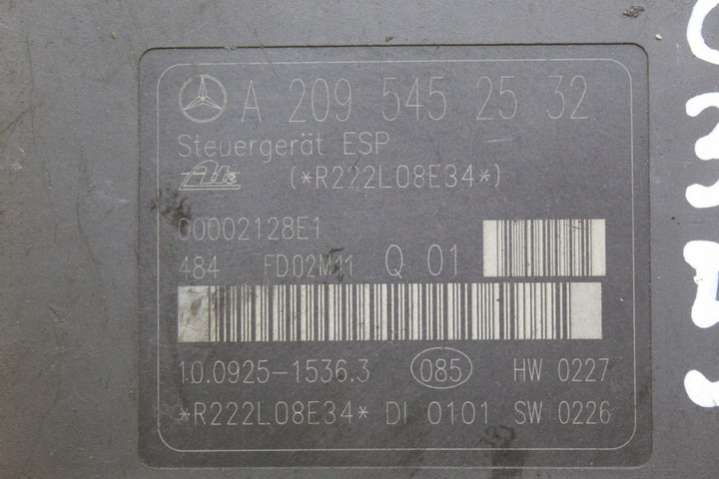 A 209 545 25 32
Steuergerät ESP
Ate (*R222L08E34*)
00002128E1
484 FD02M11 Q 01
10.0925-1536.3 085 HW 0227
*R222L08E34* DI 0101 SW 0226